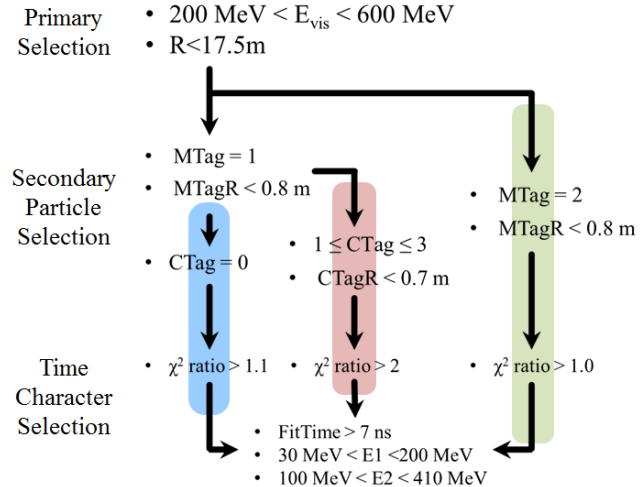 Primary
Selection
• 200 MeV < E_vis < 600 MeV
• R<17.5m
Secondary
Particle
Selection
• MTag = 1
• MTagR < 0.8 m
• CTag = 0
• 1 ≤ CTag ≤ 3
• CTagR < 0.7 m
• MTag = 2
• MTagR < 0.8 m
Time
Character
Selection
• χ² ratio > 1.1
• χ² ratio > 2
• χ² ratio > 1.0
• FitTime > 7 ns
• 30 MeV < E1 <200 MeV
• 100 MeV < E2 < 410 MeV